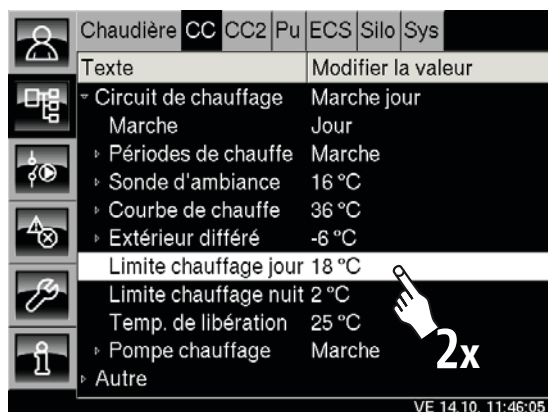 Chaudière CC CC2 Pu ECS Silo Sys
Texte Modifier la valeur
Circuit de chauffage Marche jour
Marche Jour
Périodes de chauffe Marche
Sonde d'ambiance 16 °C
Courbe de chauffe 36 °C
Extérieur différé -6 °C
Limite chauffage jour 18 °C
Limite chauffage nuit 2 °C
Temp. de libération 25 °C
Pompe chauffage Marche
Autre
2x
VE 14.10. 11:46:05